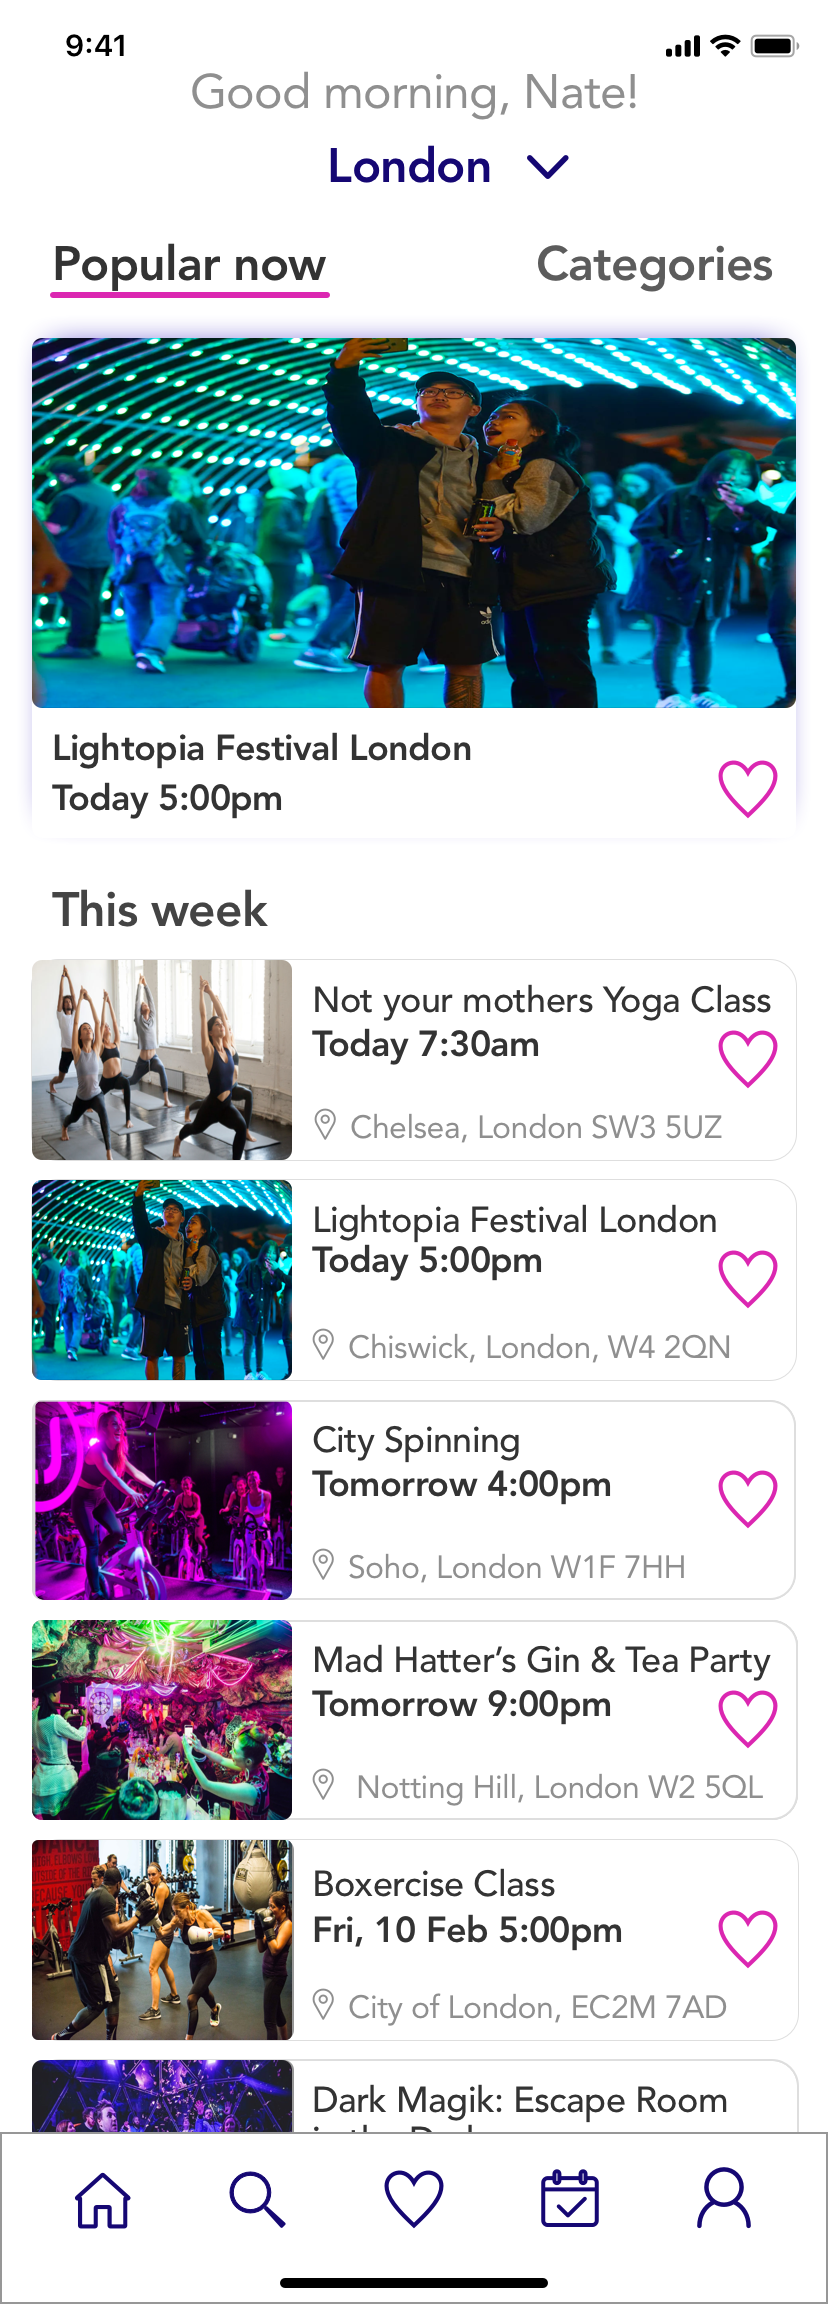 9:41
Good morning, Nate!
London
Popular now
Categories
adidas
Lightopia Festival London
Today 5:00pm
This week
Not your mothers Yoga Class
Today 7:30am
Chelsea, London SW3 5UZ
Lightopia Festival London
Today 5:00pm
Chiswick, London, W4 2QN
City Spinning
Tomorrow 4:00pm
Soho, London W1F 7HH
Mad Hatter’s Gin & Tea Party
Tomorrow 9:00pm
Notting Hill, London W2 5QL
Boxercise Class
Fri, 10 Feb 5:00pm
City of London, EC2M 7AD
Dark Magik: Escape Room